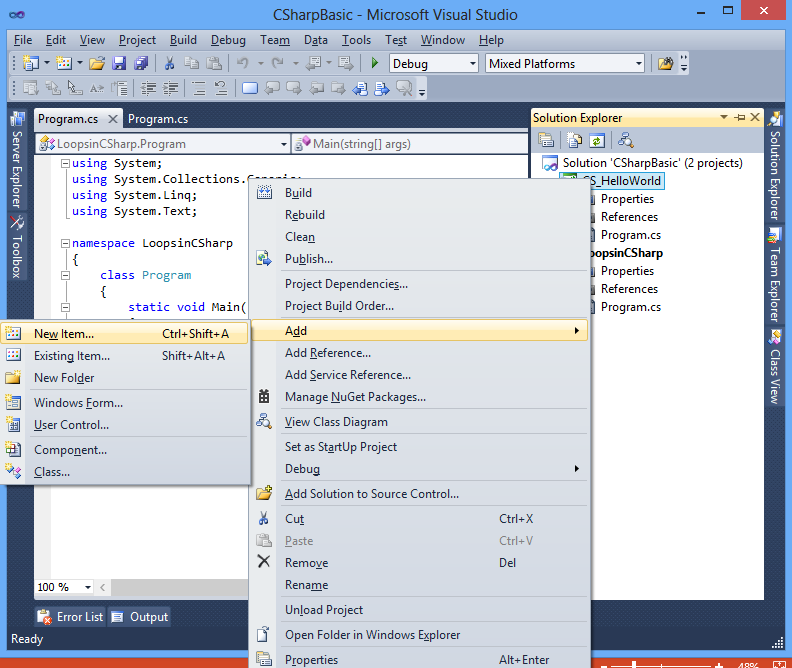 CSharpBasic - Microsoft Visual Studio
File Edit View Project Build Debug Team Data Tools Test Window Help
Debug Mixed Platforms
Program.cs Program.cs
LoopsinCSharp.Program Main(string[] args)
using System;
using System.Collections.Generic;
using System.Linq;
using System.Text;
namespace LoopsinCSharp
{
class Program
{
static void Main(
Server Explorer
Toolbox
New Item... Ctrl+Shift+A
Existing Item... Shift+Alt+A
New Folder
Windows Form...
User Control...
Component...
Class...
Build
Rebuild
Clean
Publish...
Project Dependencies...
Project Build Order...
Add
Add Reference...
Add Service Reference...
Manage NuGet Packages...
View Class Diagram
Set as StartUp Project
Debug
Add Solution to Source Control...
Cut Ctrl+X
Paste Ctrl+V
Remove Del
Rename
Unload Project
Open Folder in Windows Explorer
Properties Alt+Enter
Solution Explorer
Solution 'CSharpBasic' (2 projects)
CS_HelloWorld
Properties
References
Program.cs
oopsinCSharp
Properties
References
Program.cs
Solution Explorer
Team Explorer
Class View
100 %
Error List Output
Ready
48%